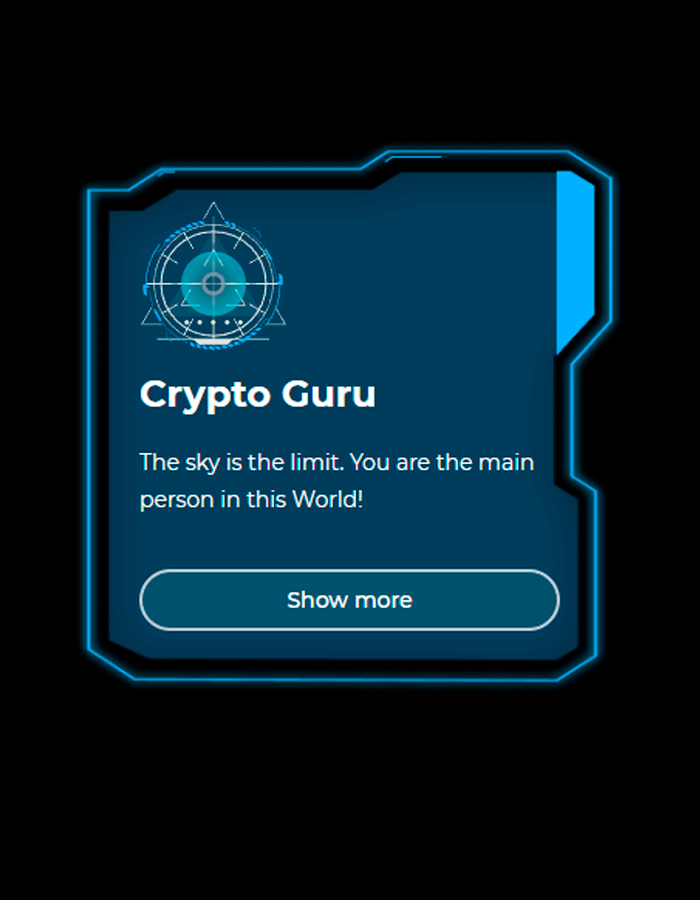 Crypto Guru
The sky is the limit. You are the main
person in this World!
Show more